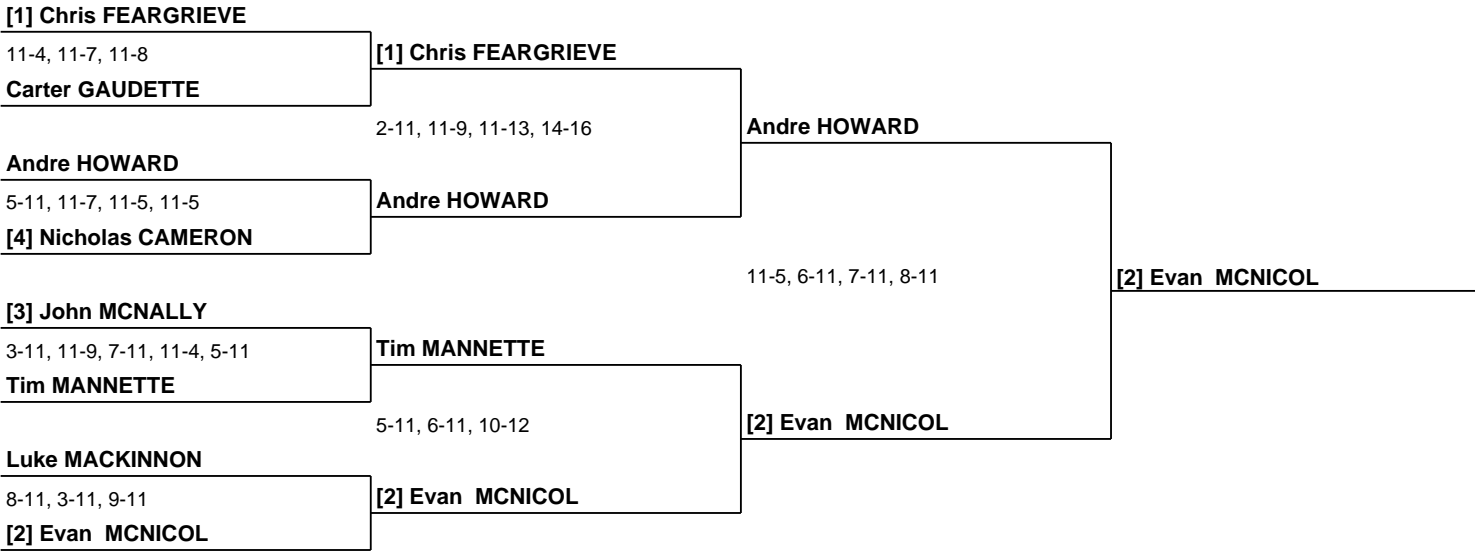 [1] Chris FEARGRIEVE
11-4, 11-7, 11-8
Carter GAUDETTE
Andre HOWARD
5-11, 11-7, 11-5, 11-5
[4] Nicholas CAMERON
[3] John MCNALLY
3-11, 11-9, 7-11, 11-4, 5-11
Tim MANNETTE
Luke MACKINNON
8-11, 3-11, 9-11
[2] Evan  MCNICOL
[1] Chris FEARGRIEVE
2-11, 11-9, 11-13, 14-16
Andre HOWARD
Tim MANNETTE
5-11, 6-11, 10-12
[2] Evan  MCNICOL
Andre HOWARD
11-5, 6-11, 7-11, 8-11
[2] Evan  MCNICOL
[2] Evan  MCNICOL